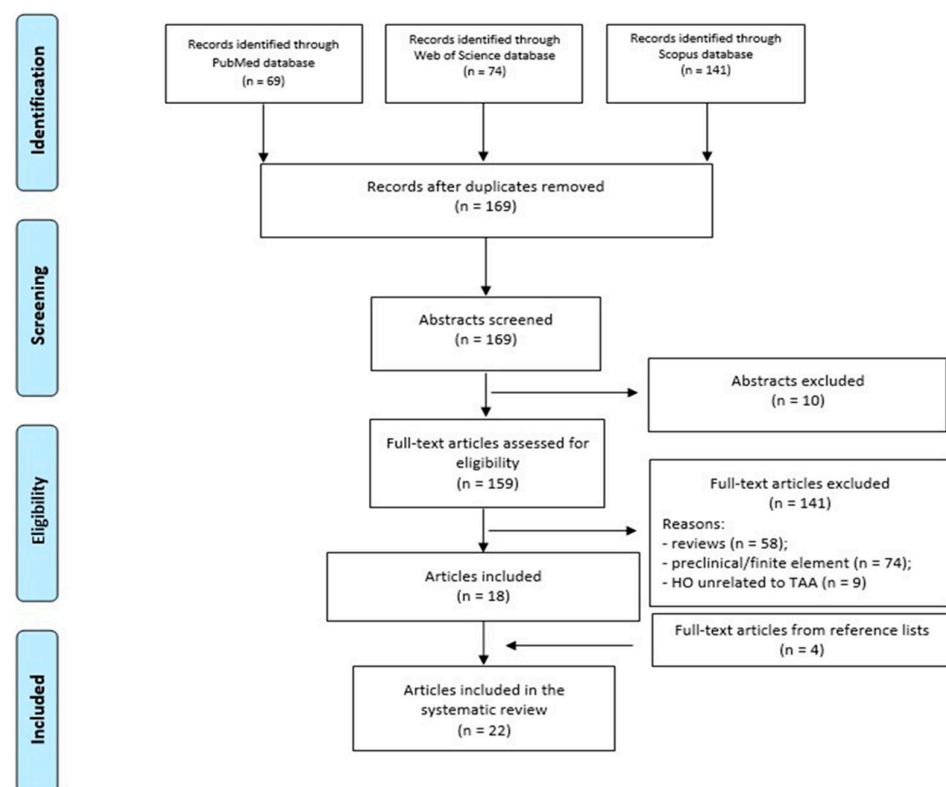 Identification
Records identified through
PubMed database
(n = 69)
Records identified through
Web of Science database
(n = 74)
Records identified through
Scopus database
(n = 141)
Records after duplicates removed
(n = 169)
Screening
Abstracts screened
(n = 169)
Abstracts excluded
(n = 10)
Eligibility
Full-text articles assessed for
eligibility
(n = 159)
Full-text articles excluded
(n = 141)
Reasons:
- reviews (n = 58);
- preclinical/finite element (n = 74);
- HO unrelated to TAA (n = 9)
Articles included
(n = 18)
Included
Full-text articles from reference lists
(n = 4)
Articles included in the
systematic review
(n = 22)